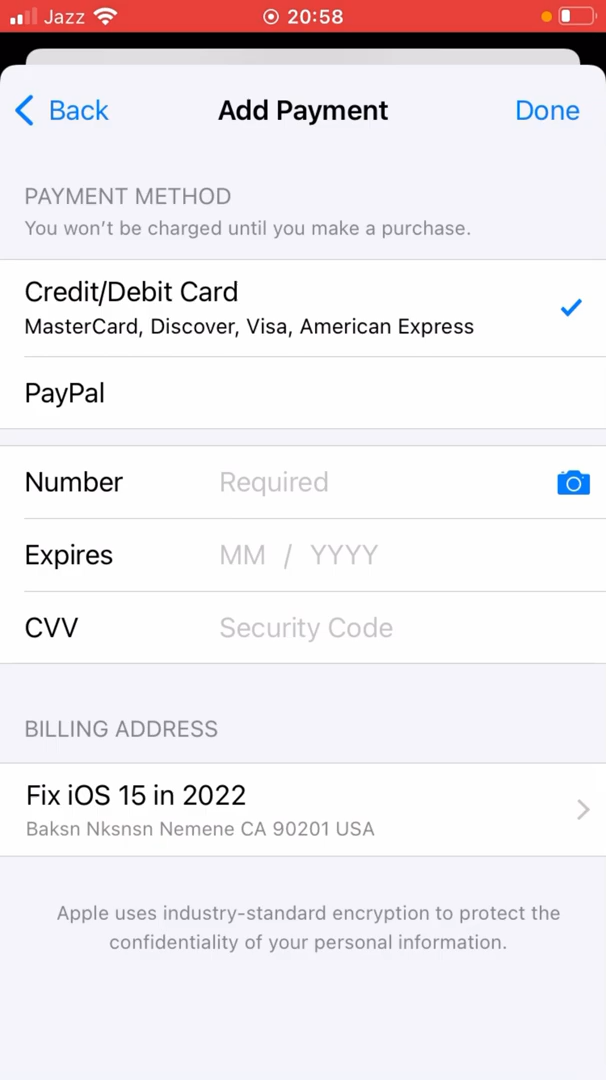 Jazz 20:58
Back Add Payment Done
PAYMENT METHOD
You won't be charged until you make a purchase.
Credit/Debit Card
MasterCard, Discover, Visa, American Express
PayPal
Number Required
Expires MM / YYYY
CVV Security Code
BILLING ADDRESS
Fix iOS 15 in 2022
Baksn Nksnsn Nemene CA 90201 USA
Apple uses industry-standard encryption to protect the
confidentiality of your personal information.